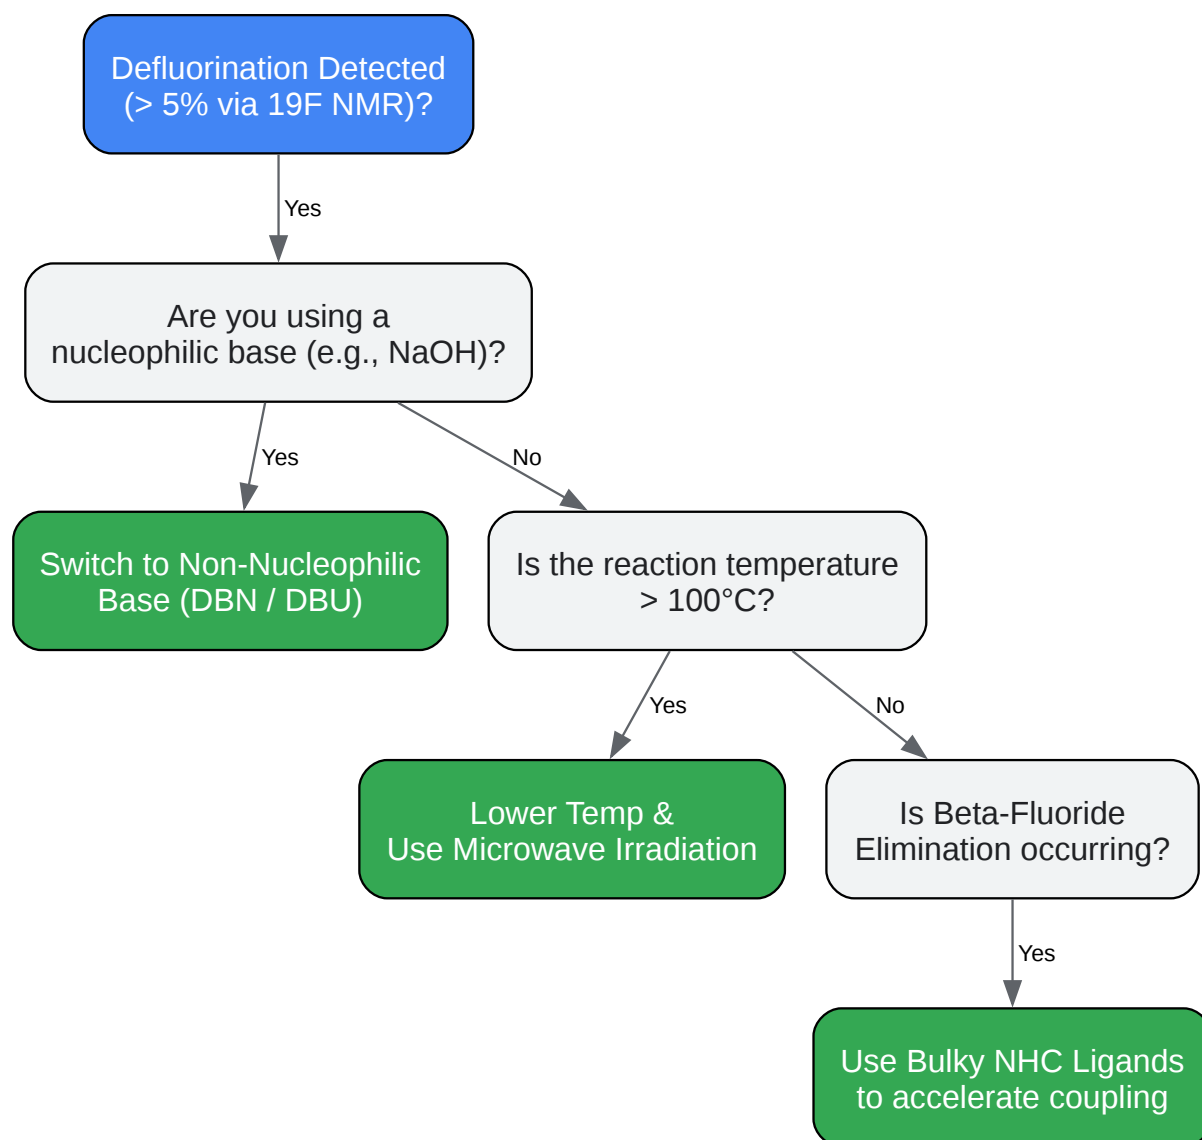 Defluorination Detected
(> 5% via 19F NMR)?
Yes
Are you using a
nucleophilic base (e.g., NaOH)?
Yes
No
Switch to Non-Nucleophilic
Base (DBN / DBU)
Is the reaction temperature
> 100°C?
Yes
No
Lower Temp &
Use Microwave Irradiation
Is Beta-Fluoride
Elimination occurring?
Yes
Use Bulky NHC Ligands
to accelerate coupling